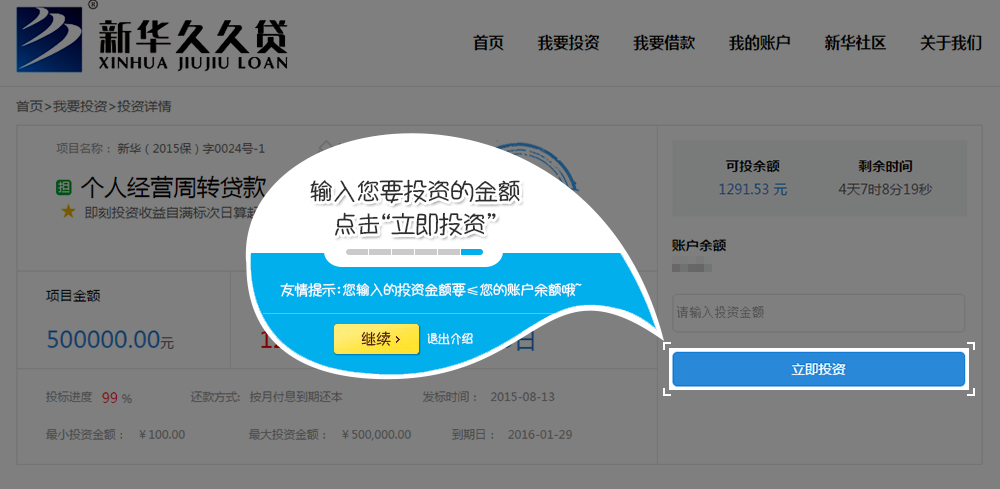 ®
新华久久贷
XINHUA JIUJIU LOAN
首页 我要投资 我要借款 我的账户 新华社区 关于我们
首页>我要投资>投资详情
项目名称： 新华（2015保）字0024号-1
担 个人经营周转贷款
即刻投资收益自满标次日算起
可投余额 剩余时间
1291.53 元 4天7时8分19秒
账户余额
请输入投资金额
立即投资
输入您要投资的金额
点击“立即投资”
友情提示:您输入的投资金额要≤您的账户余额哦~
继续 › 退出介绍
项目金额
500000.00元
日
投标进度 99 % 还款方式: 按月付息到期还本 发标时间： 2015-08-13
最小投资金额： ￥100.00 最大投资金额： ￥500,000.00 到期日： 2016-01-29